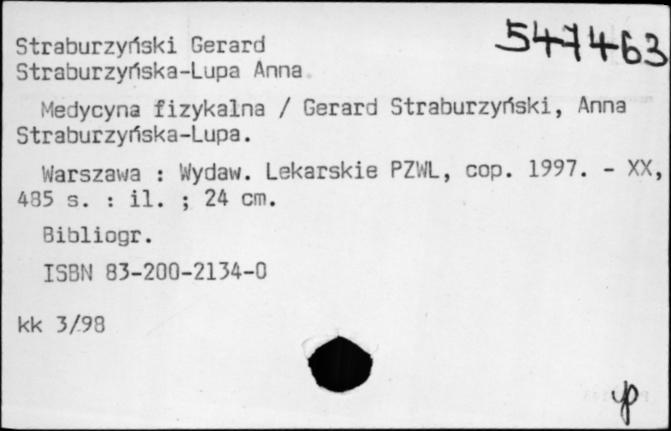 547463
Straburzyński Gerard
Straburzyńska-Lupa Anna
Medycyna fizykalna / Gerard Straburzyński, Anna
Straburzyńska-Lupa.
Warszawa : Wydaw. Lekarskie PZWL, cop. 1997. - XX,
485 s. : il. ; 24 cm.
Bibliogr.
ISBN 83-200-2134-0
kk 3/98